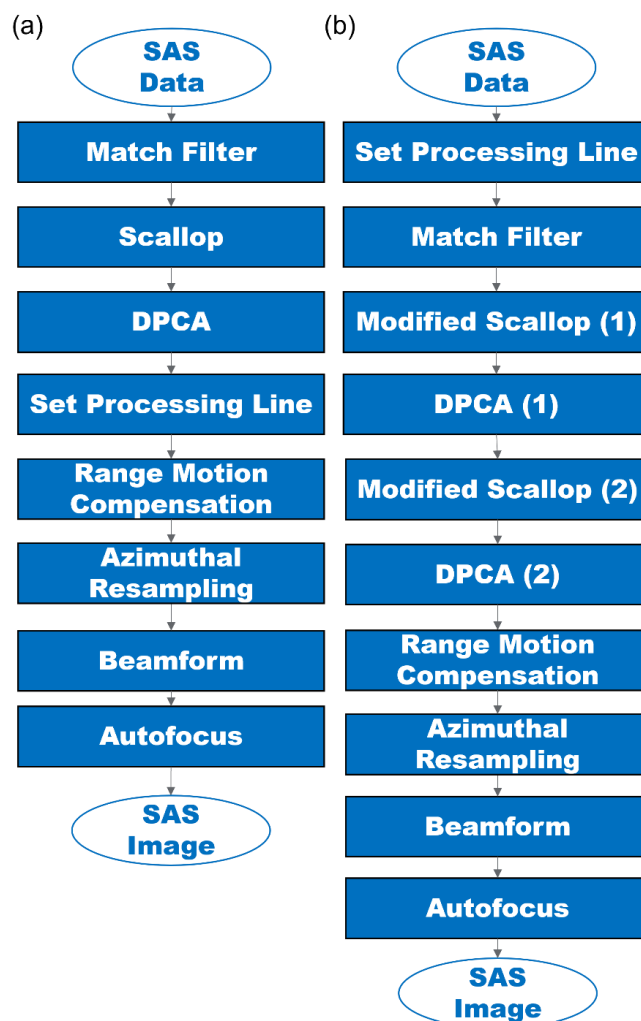 (a)
SAS
Data
Match Filter
Scallop
DPCA
Set Processing Line
Range Motion
Compensation
Azimuthal
Resampling
Beamform
Autofocus
SAS
Image
(b)
SAS
Data
Set Processing Line
Match Filter
Modified Scallop (1)
DPCA (1)
Modified Scallop (2)
DPCA (2)
Range Motion
Compensation
Azimuthal
Resampling
Beamform
Autofocus
SAS
Image